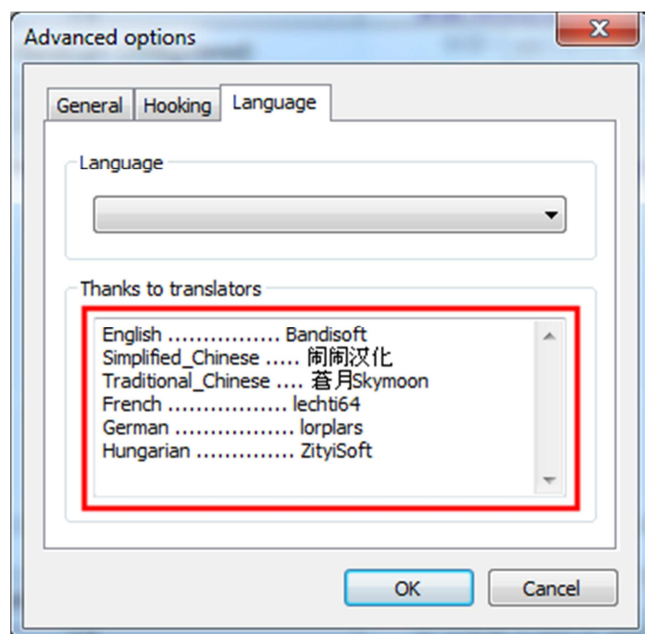 Advanced options
General Hooking Language
Language
Thanks to translators
English ................ Bandisoft
Simplified_Chinese ..... 闹闹汉化
Traditional_Chinese .... 蒼月Skymoon
French ................. lechti64
German ................. lorplars
Hungarian .............. ZityiSoft
OK Cancel